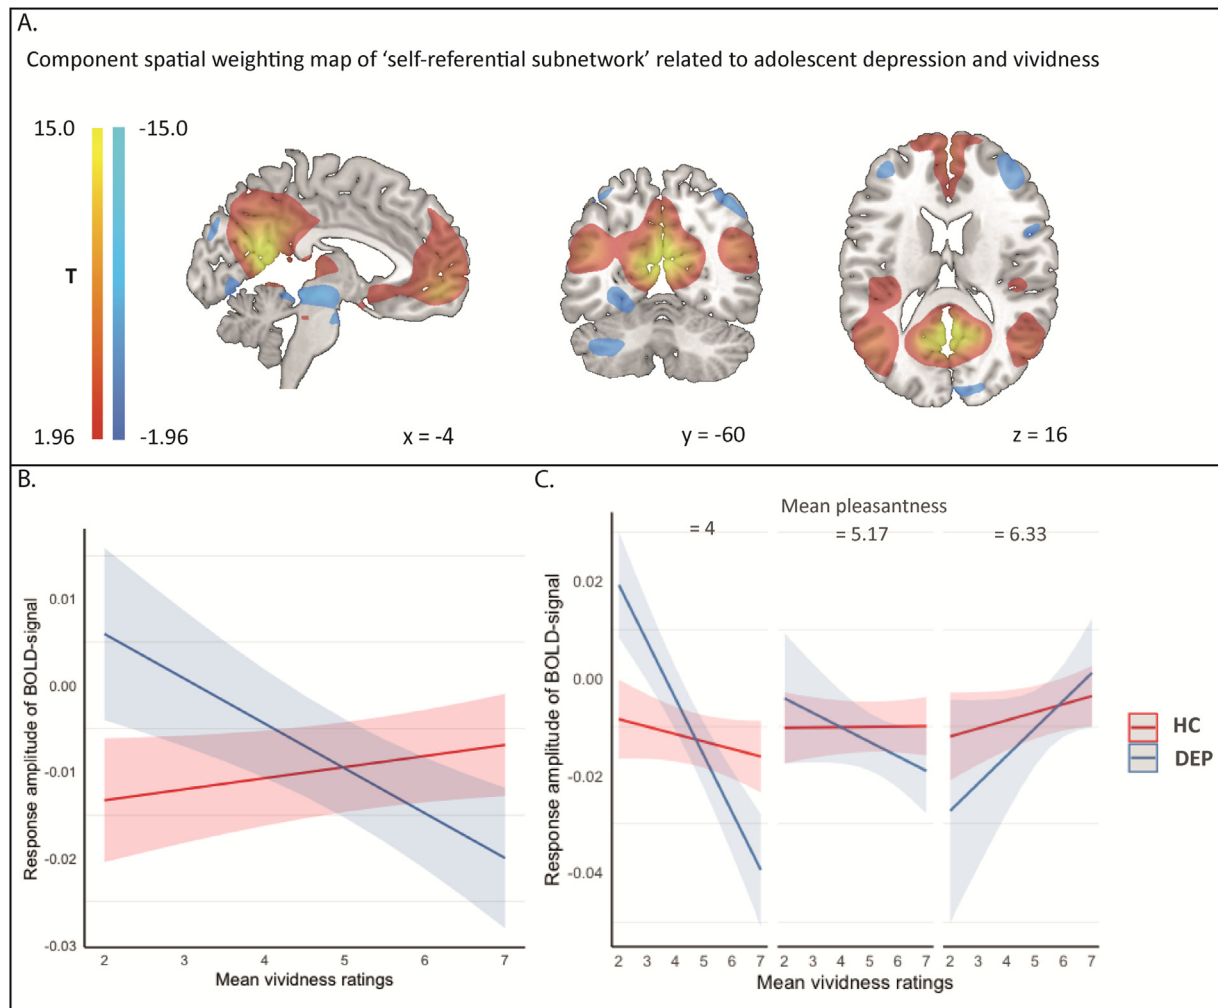 A.
Component spatial weighting map of 'self-referential subnetwork' related to adolescent depression and vividness
15.0 -15.0
T
1.96 -1.96
x = -4 y = -60 z = 16
B.
0.01
0.00
-0.01
-0.02
-0.03
Response amplitude of BOLD-signal
2 3 4 5 6 7
Mean vividness ratings
C.
Mean pleasantness
= 4 = 5.17 = 6.33
0.02
0.00
-0.02
-0.04
Response amplitude of BOLD-signal
2 3 4 5 6 7 2 3 4 5 6 7 2 3 4 5 6 7
Mean vividness ratings
HC
DEP